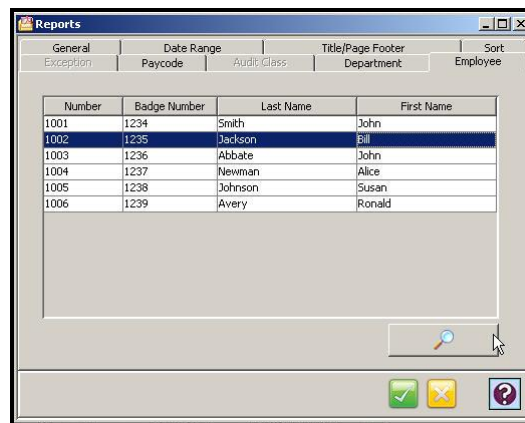 Reports
General Date Range Title/Page Footer Sort
Exception Paycode Audit Class Department Employee
Number Badge Number Last Name First Name
1001 1234 Smith John
1002 1235 Jackson Bill
1003 1236 Abbate John
1004 1237 Newman Alice
1005 1238 Johnson Susan
1006 1239 Avery Ronald
?